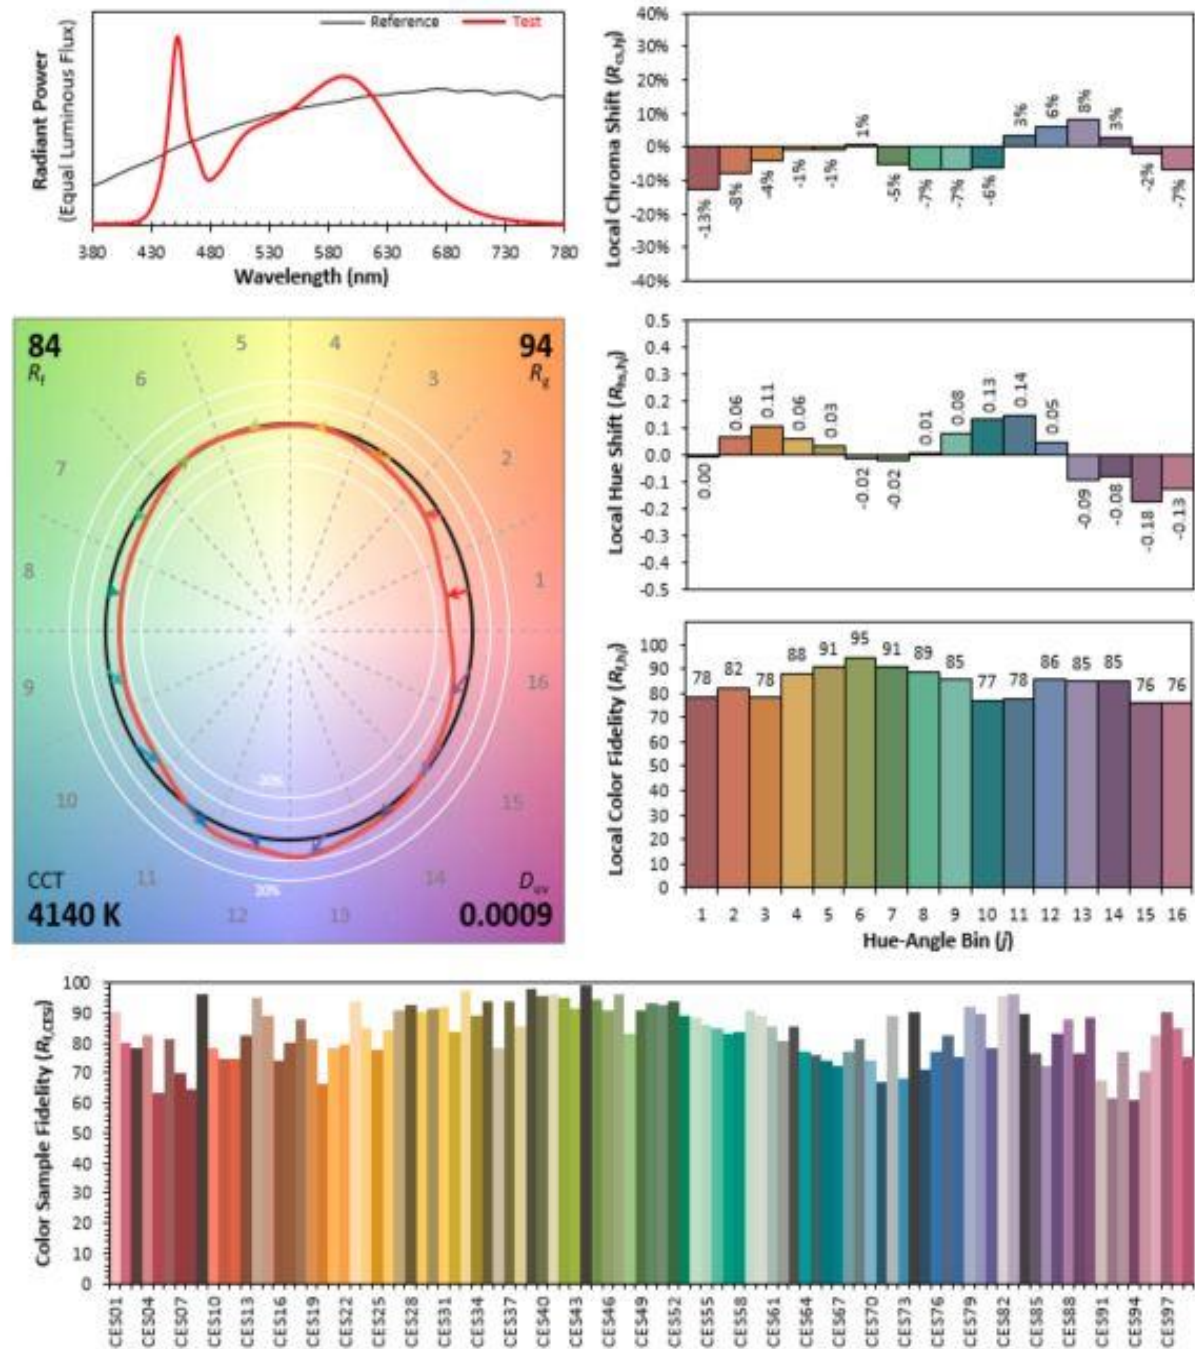 Reference Test
Radiant Power
(Equal Luminous Flux)
380 430 480 530 580 630 680 730 780
Wavelength (nm)
Local Chroma Shift (Rcs,hj)
40%
30%
20%
10%
0%
-10%
-20%
-30%
-40%
-13% -8% -4% -1% -1% 1% -5% -7% -7% -6% 3% 6% 8% 3% -2% -7%
84
Rf
94
Rg
1 2 3 4 5 6 7 8 9 10 11 12 13 14 15 16
20%
CCT
4140 K
Duv
0.0009
Local Hue Shift (Rhs,hj)
0.5
0.4
0.3
0.2
0.1
0.0
-0.1
-0.2
-0.3
-0.4
-0.5
0.00 0.06 0.11 0.06 0.03 -0.02 -0.02 0.01 0.08 0.13 0.14 0.05 -0.09 -0.08 -0.18 -0.13
Local Color Fidelity (Rf,hj)
100
90
80
70
60
50
40
30
20
10
0
78 82 78 88 91 95 91 89 85 77 78 86 85 85 76 76
1 2 3 4 5 6 7 8 9 10 11 12 13 14 15 16
Hue-Angle Bin (j)
Color Sample Fidelity (Rf,CESi)
100
90
80
70
60
50
40
30
20
10
0
CES01 CES04 CES07 CES10 CES13 CES16 CES19 CES22 CES25 CES28 CES31 CES34 CES37 CES40 CES43 CES46 CES49 CES52 CES55 CES58 CES61 CES64 CES67 CES70 CES73 CES76 CES79 CES82 CES85 CES88 CES91 CES94 CES97